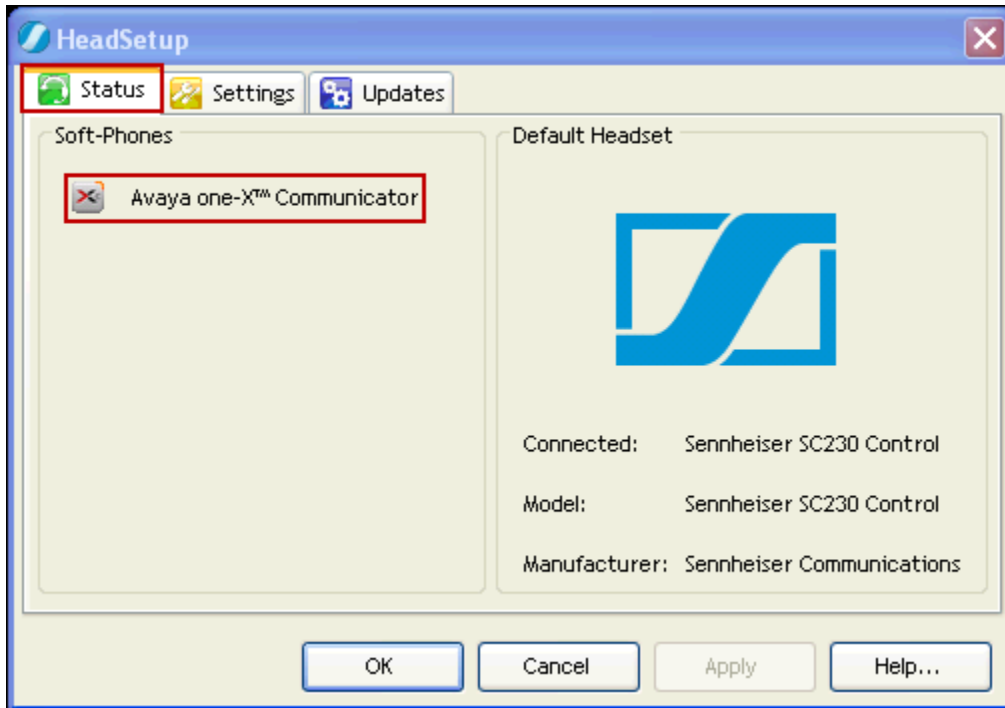 HeadSetup
Status Settings Updates
Soft-Phones
Avaya one-X™ Communicator
Default Headset
Connected: Sennheiser SC230 Control
Model: Sennheiser SC230 Control
Manufacturer: Sennheiser Communications
OK Cancel Apply Help...